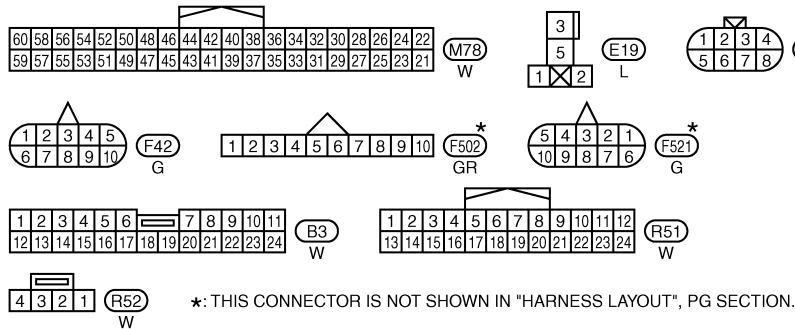 60 58 56 54 52 50 48 46 44 42 40 38 36 34 32 30 28 26 24 22
59 57 55 53 51 49 47 45 43 41 39 37 35 33 31 29 27 25 23 21
M78
W
3
5
1 2
E19
L
1 2 3 4
5 6 7 8
1 2 3 4 5
6 7 8 9 10
F42
G
1 2 3 4 5 6 7 8 9 10
*
F502
GR
5 4 3 2 1
10 9 8 7 6
*
F521
G
1 2 3 4 5 6 7 8 9 10 11
12 13 14 15 16 17 18 19 20 21 22 23 24
B3
W
1 2 3 4 5 6 7 8 9 10 11 12
13 14 15 16 17 18 19 20 21 22 23 24
R51
W
4 3 2 1
R52
W
*: THIS CONNECTOR IS NOT SHOWN IN "HARNESS LAYOUT", PG SECTION.